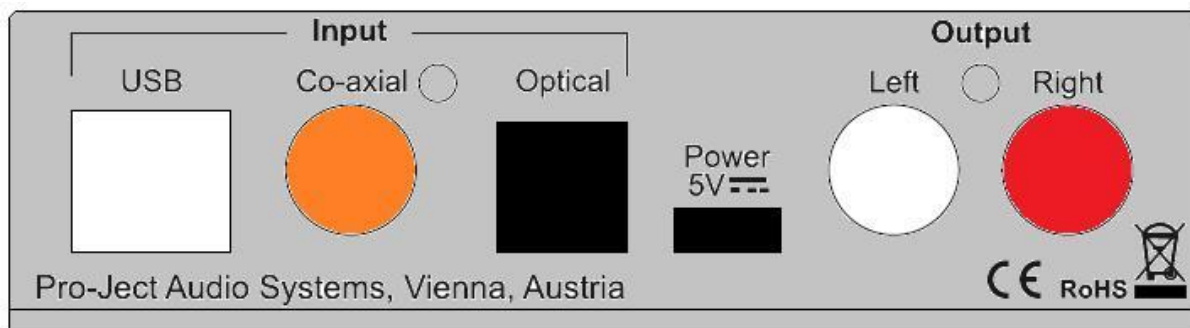 Input
Output
USB
Co-axial
Optical
Left
Right
Power
5V⎓
Pro-Ject Audio Systems, Vienna, Austria
CE RoHS